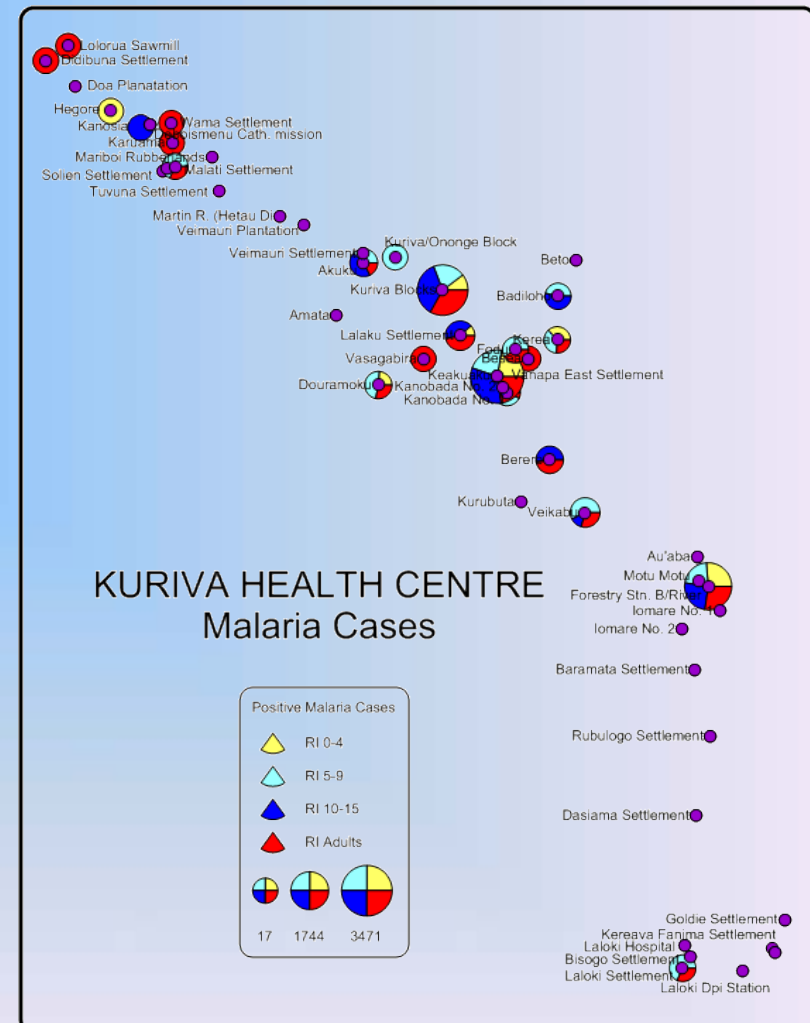 Lolorua Sawmill
Didibuna Settlement
Doa Planatation
Hegore
Kanosia
Wama Settlement
Karuama
Mariboi Rubberlands
Malati Settlement
Solien Settlement
Tuvuna Settlement
Martin R. (Hetau Di
Veimauri Plantation
Kuriva/Ononge Block
Veimauri Settlement
Akuku
Beto
Kuriva Blocks
Badiloho
Amata
Lalaku Settlement
Kerea
Vasagabira
Keakuaku
Vanapa East Settlement
Douramoku
Kanobada No. 2
Kanobada No.
Berem
Kurubuta
Veikabu
Au'aba
Motu Motu
Forestry Stn. B/River
Iomare No. 1
Iomare No. 2
KURIVA HEALTH CENTRE
Malaria Cases
Baramata Settlement
Rubulogo Settlement
Dasiama Settlement
Positive Malaria Cases
RI 0-4
RI 5-9
RI 10-15
RI Adults
17 1744 3471
Goldie Settlement
Kereava Fanima Settlement
Laloki Hospital
Bisogo Settlement
Laloki Settlement
Laloki Dpi Station